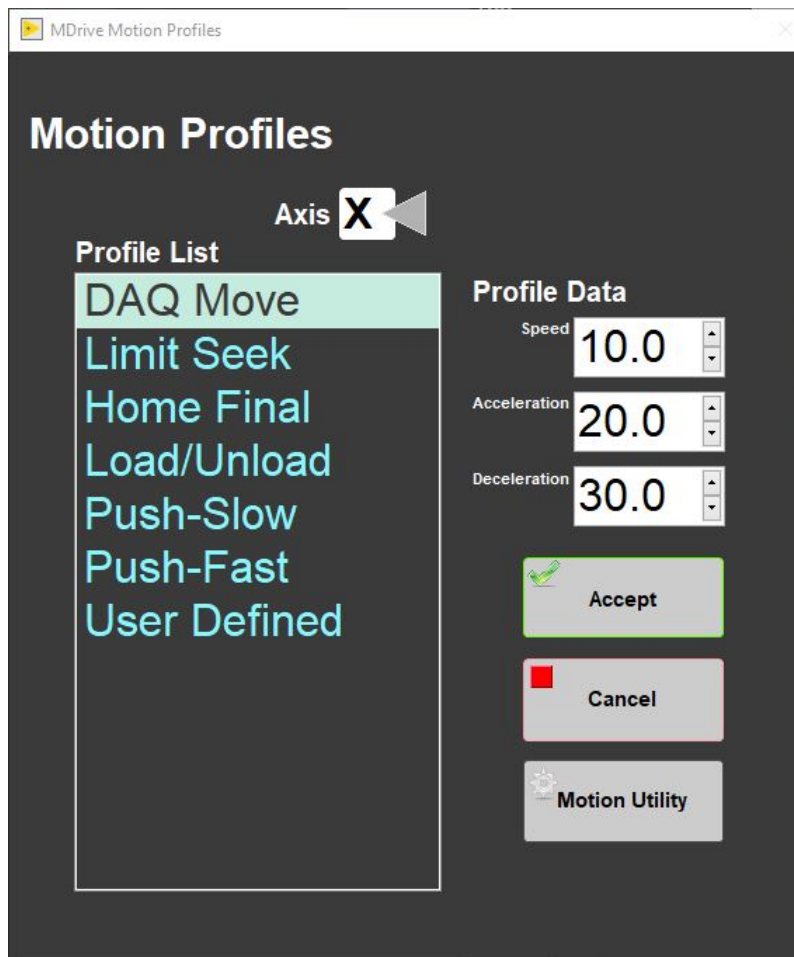 MDrive Motion Profiles
Motion Profiles
Axis X
Profile List
DAQ Move
Limit Seek
Home Final
Load/Unload
Push-Slow
Push-Fast
User Defined
Profile Data
Speed 10.0
Acceleration 20.0
Deceleration 30.0
Accept
Cancel
Motion Utility